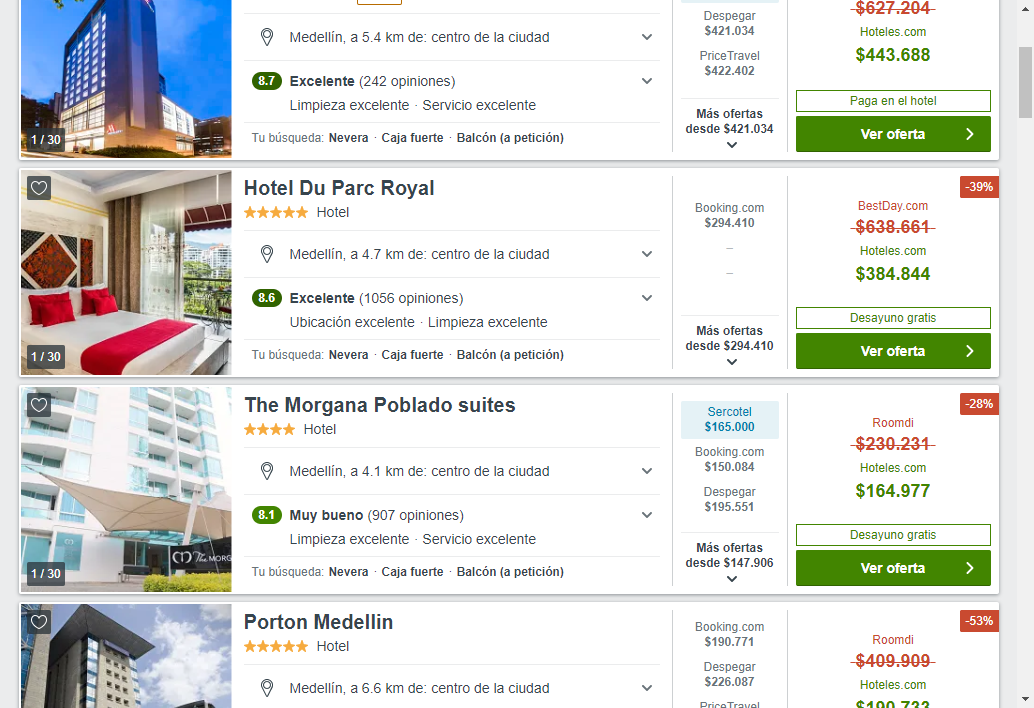 Medellín, a 5.4 km de: centro de la ciudad
8.7 Excelente (242 opiniones)
Limpieza excelente · Servicio excelente
Tu búsqueda: Nevera · Caja fuerte · Balcón (a petición)
1 / 30
Despegar
$421.034
PriceTravel
$422.402
Más ofertas
desde $421.034
$627.204
Hoteles.com
$443.688
Paga en el hotel
Ver oferta
Hotel Du Parc Royal
Hotel
Medellín, a 4.7 km de: centro de la ciudad
8.6 Excelente (1056 opiniones)
Ubicación excelente · Limpieza excelente
Tu búsqueda: Nevera · Caja fuerte · Balcón (a petición)
1 / 30
Booking.com
$294.410
–
–
Más ofertas
desde $294.410
-39%
BestDay.com
$638.661
Hoteles.com
$384.844
Desayuno gratis
Ver oferta
The Morgana Poblado suites
Hotel
Medellín, a 4.1 km de: centro de la ciudad
8.1 Muy bueno (907 opiniones)
Limpieza excelente · Servicio excelente
Tu búsqueda: Nevera · Caja fuerte · Balcón (a petición)
The MORG
1 / 30
Sercotel
$165.000
Booking.com
$150.084
Despegar
$195.551
Más ofertas
desde $147.906
-28%
Roomdi
$230.231
Hoteles.com
$164.977
Desayuno gratis
Ver oferta
Porton Medellin
Hotel
Medellín, a 6.6 km de: centro de la ciudad
Booking.com
$190.771
Despegar
$226.087
PriceTravel
-53%
Roomdi
$409.909
Hoteles.com
$190.733